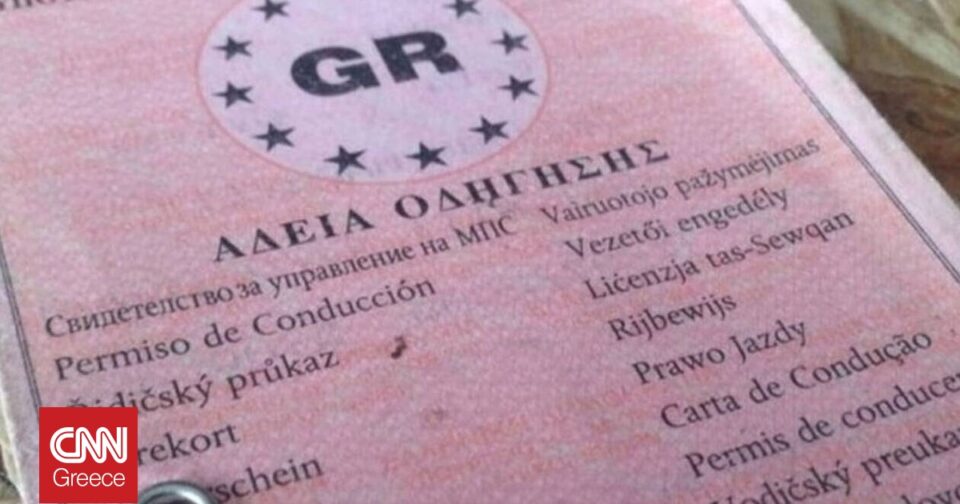 GR
ΑΔΕΙΑ ΟΔΗΓΗΣΗΣ
Свидетелство за управление на МПС
Permiso de Conducción
průkaz
Vairuotojo pažymėjimas
Vezetői engedély
Liċenzja tas-Sewqan
Rijbewijs
Prawo Jazdy
Carta de Condução
Permis de
CNN
Greece